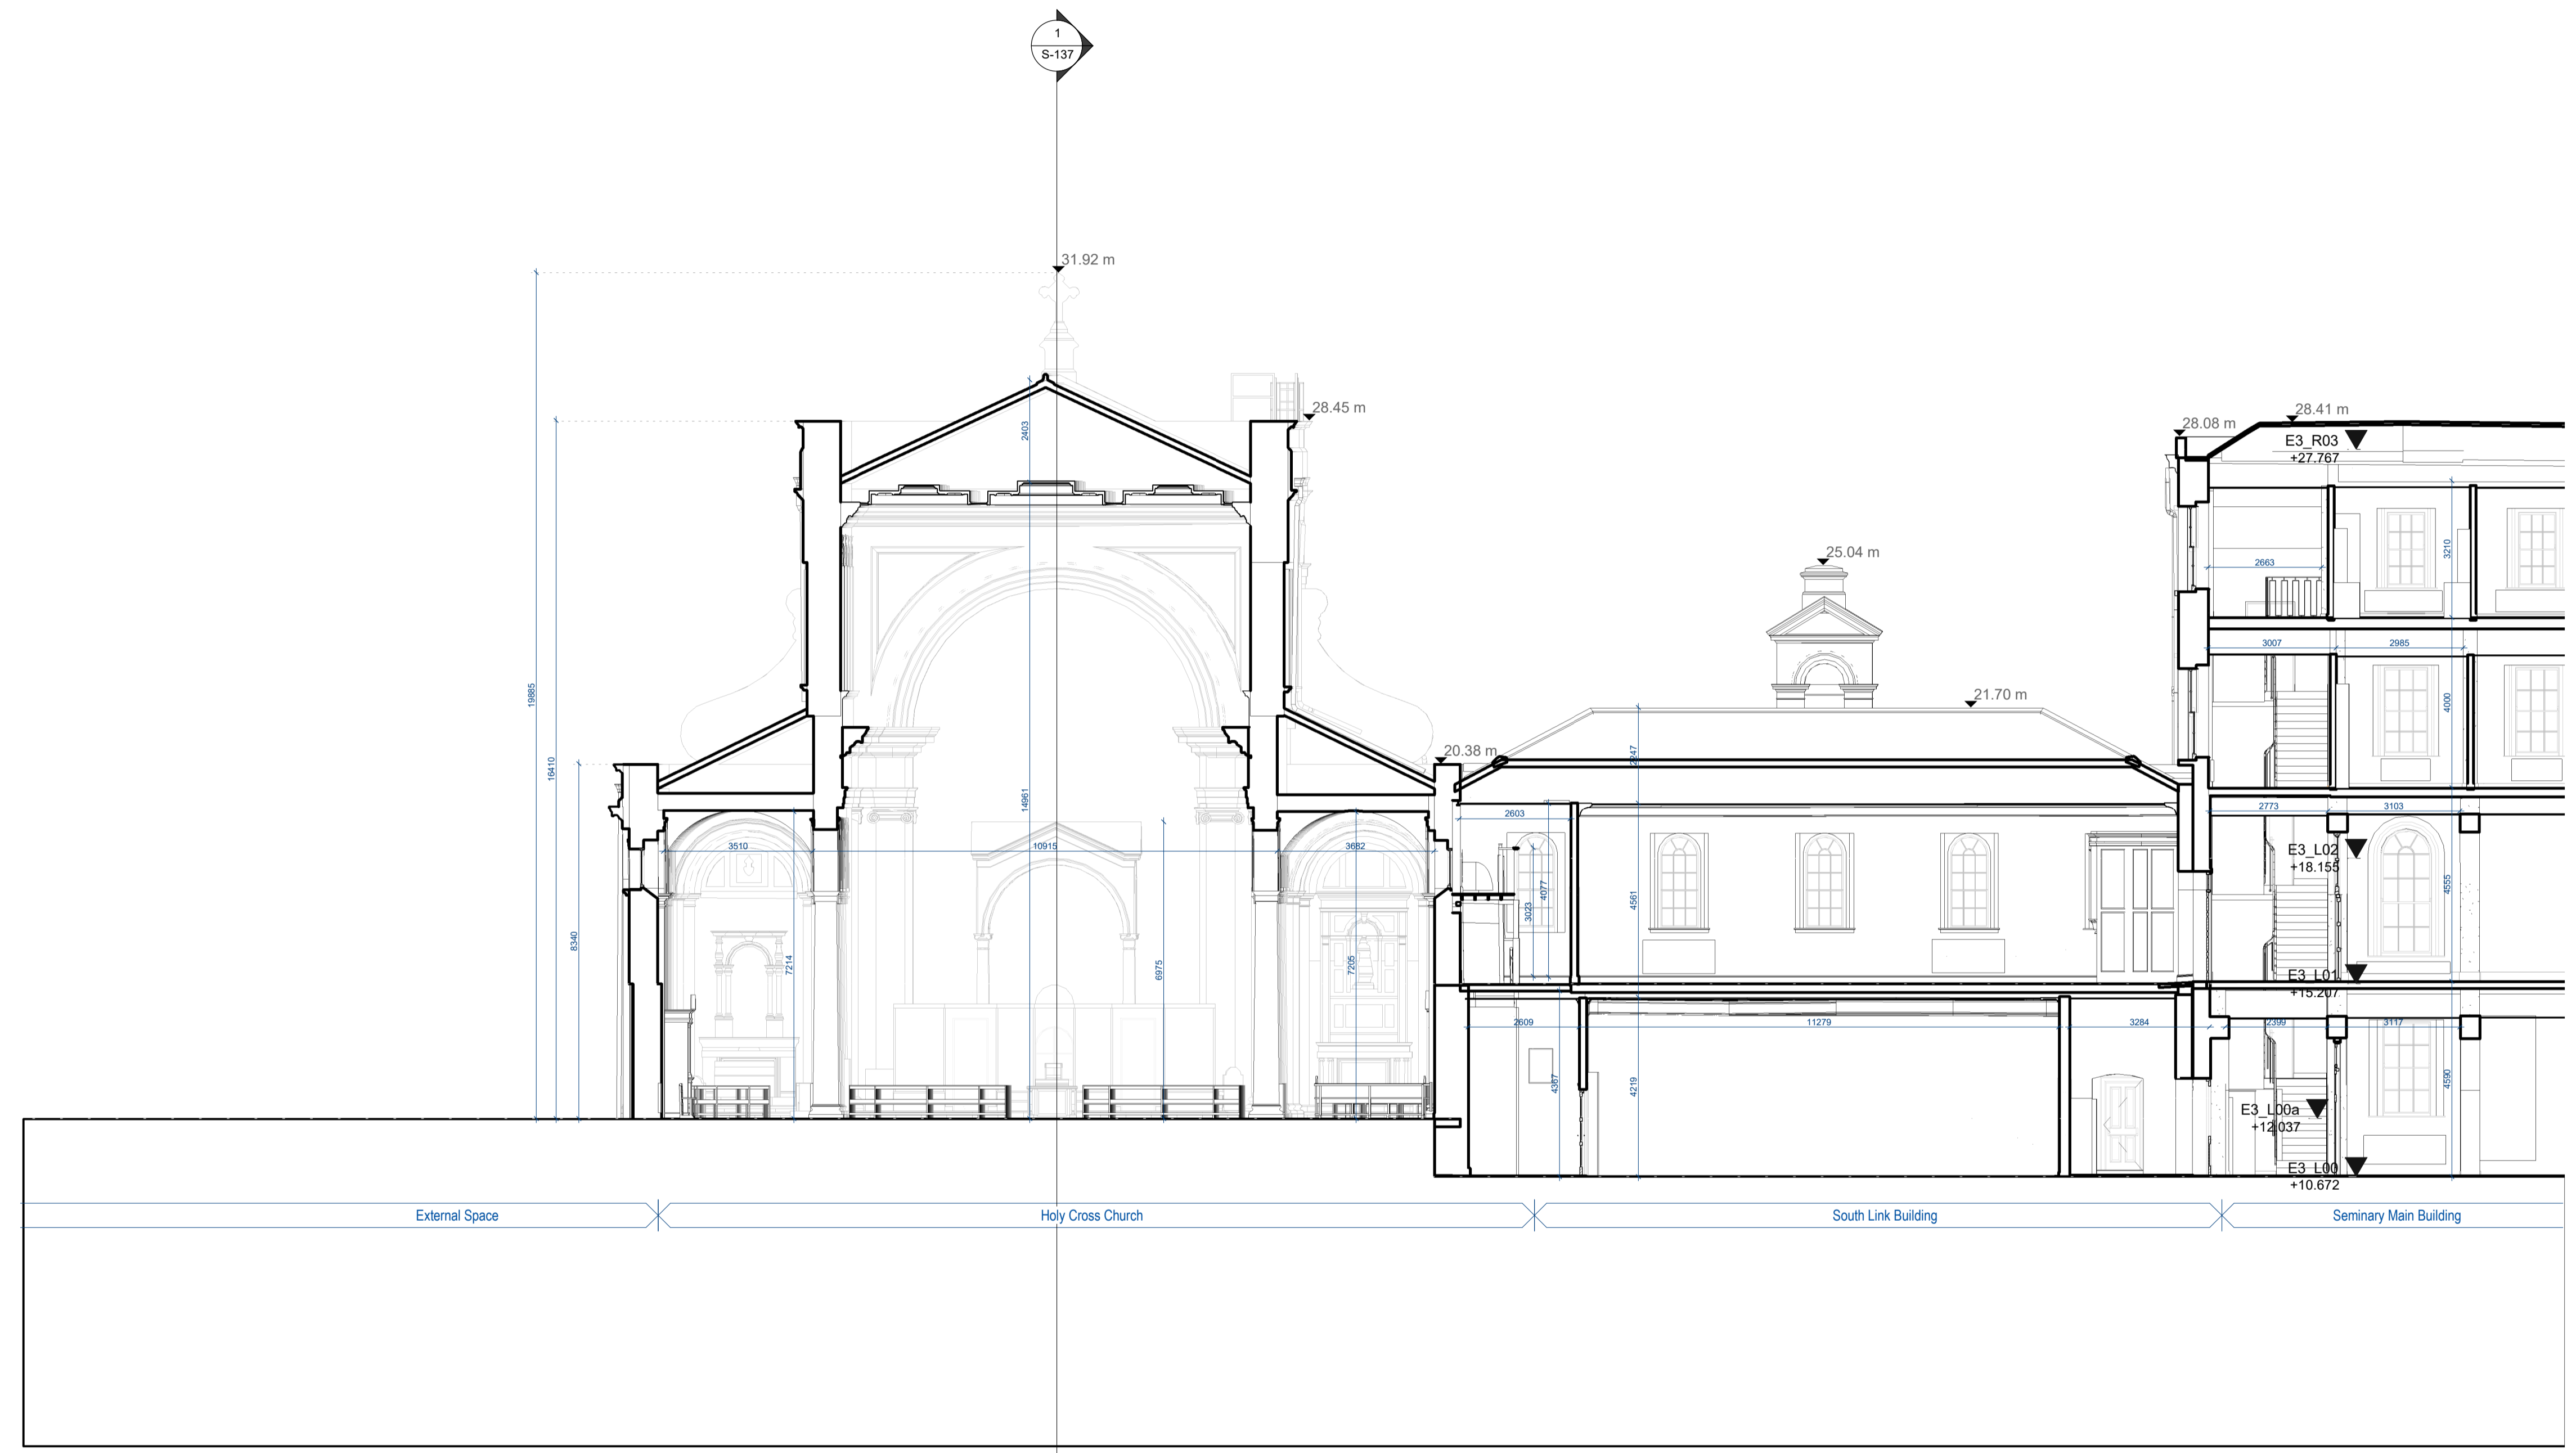 1
S-137
31.92 m
28.45 m
28.41 m
28.08 m
E3_R03
+27.767
2403
25.04 m
3210
2663
3007
2985
19885
4000
21.70 m
16410
20.38 m
2247
14961
2773
3103
2603
3510
10915
3682
E3_L02
+18.155
4077
4561
4555
3023
8340
7214
6975
7205
E3_L01
+15.207
2609
11279
3284
2399
3117
4367
4219
4590
E3_L00a
+12.037
E3_L00
+10.672
External Space
Holy Cross Church
South Link Building
Seminary Main Building